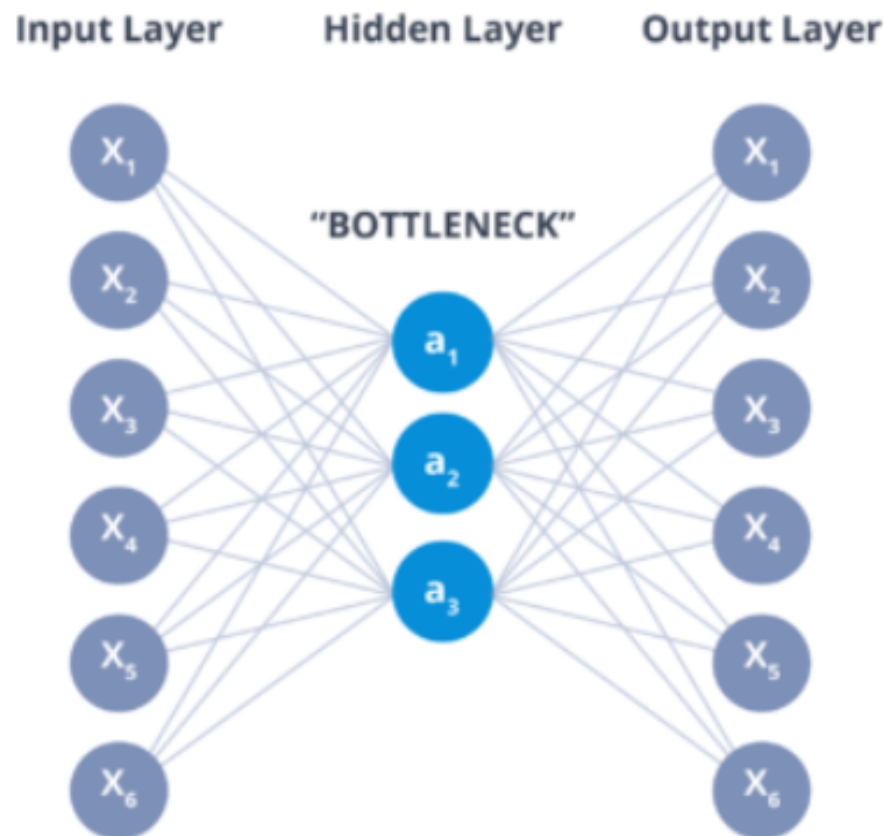 Input Layer Hidden Layer Output Layer
X₁ X₁
“BOTTLENECK”
X₂ X₂
a₁
X₃ X₃
a₂
X₄ X₄
a₃
X₅ X₅
X₆ X₆